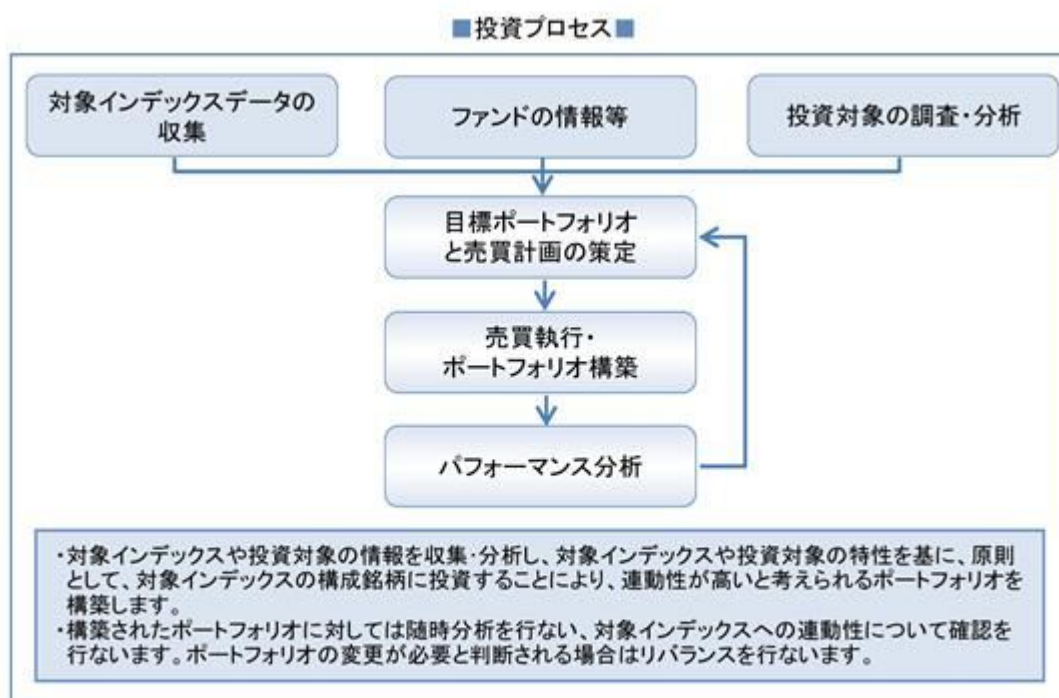 ■投資プロセス■
対象インデックスデータの
収集
ファンドの情報等
投資対象の調査・分析
目標ポートフォリオ
と売買計画の策定
売買執行・
ポートフォリオ構築
パフォーマンス分析
・対象インデックスや投資対象の情報を収集・分析し、対象インデックスや投資対象の特性を基に、原則
として、対象インデックスの構成銘柄に投資することにより、連動性が高いと考えられるポートフォリオを
構築します。
・構築されたポートフォリオに対しては随時分析を行ない、対象インデックスへの連動性について確認を
行ないます。ポートフォリオの変更が必要と判断される場合はリバランスを行ないます。